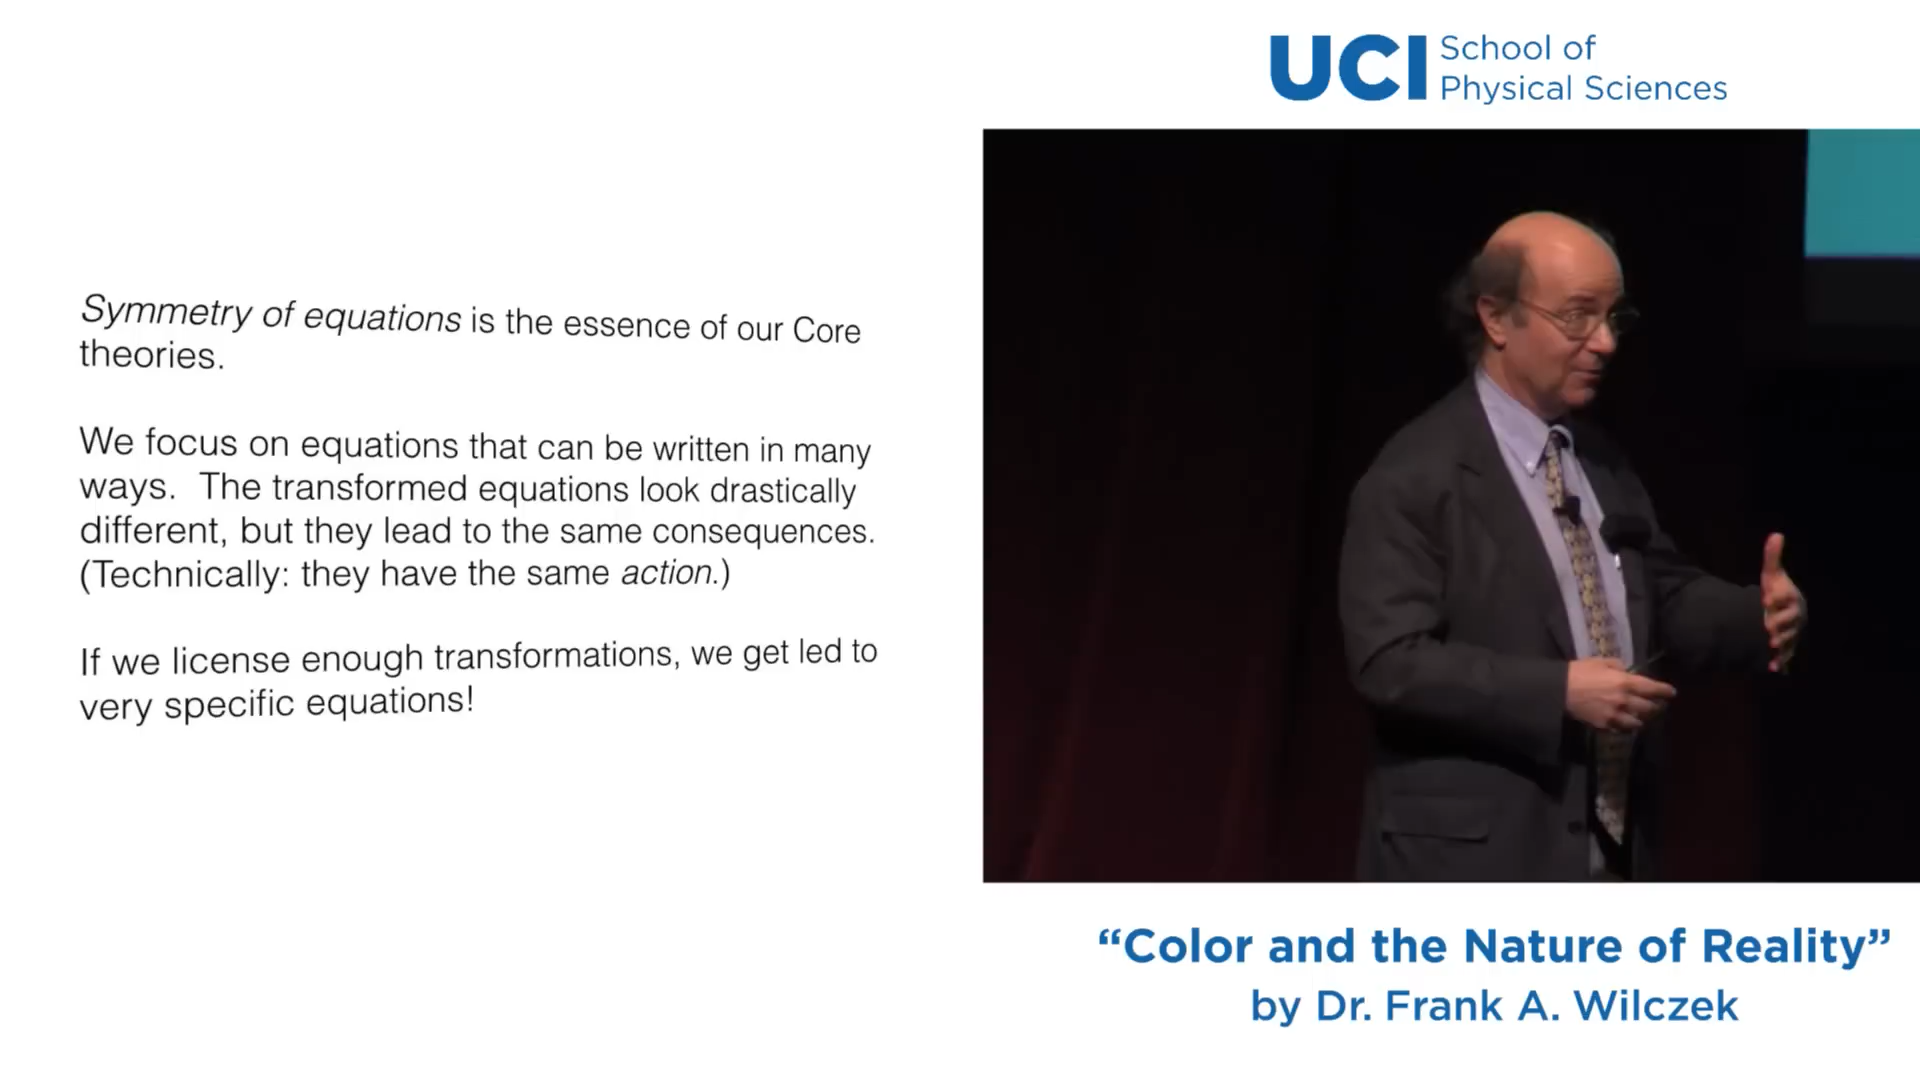 UCI School of
Physical Sciences
Symmetry of equations is the essence of our Core
theories.
We focus on equations that can be written in many
ways. The transformed equations look drastically
different, but they lead to the same consequences.
(Technically: they have the same action.)
If we license enough transformations, we get led to
very specific equations!
“Color and the Nature of Reality”
by Dr. Frank A. Wilczek